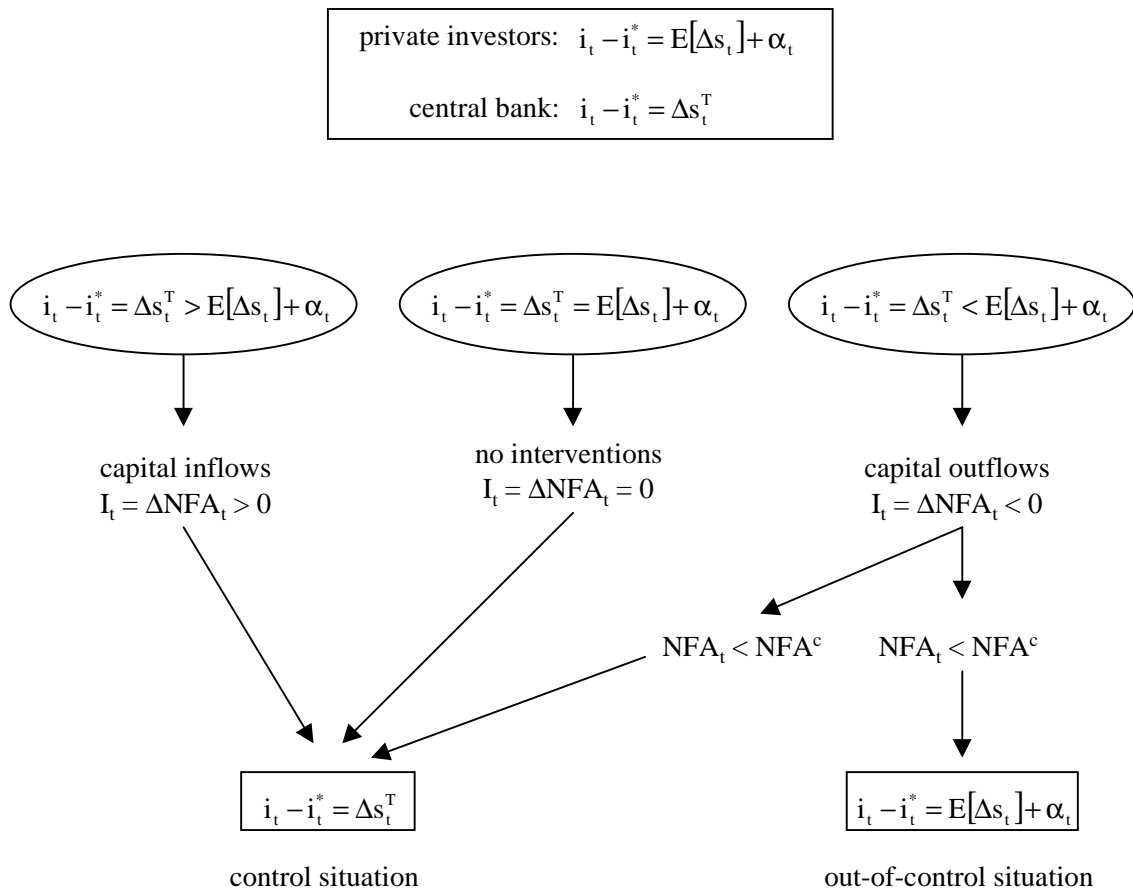 private investors: i_t − i_t^* = E[Δs_t] + α_t
central bank: i_t − i_t^* = Δs_t^T
i_t − i_t^* = Δs_t^T > E[Δs_t] + α_t
i_t − i_t^* = Δs_t^T = E[Δs_t] + α_t
i_t − i_t^* = Δs_t^T < E[Δs_t] + α_t
capital inflows
I_t = ΔNFA_t > 0
no interventions
I_t = ΔNFA_t = 0
capital outflows
I_t = ΔNFA_t < 0
NFA_t < NFA^c
NFA_t < NFA^c
i_t − i_t^* = Δs_t^T
i_t − i_t^* = E[Δs_t] + α_t
control situation
out-of-control situation